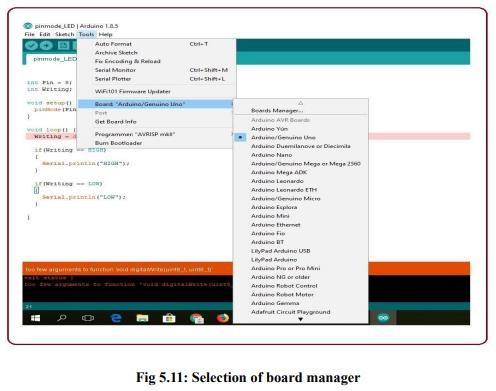 pinmode_LED | Arduino 1.8.5
File Edit Sketch Tools Help
pinmode_LED
Auto Format Ctrl+T
Archive Sketch
Fix Encoding & Reload
Serial Monitor Ctrl+Shift+M
Serial Plotter Ctrl+Shift+L
WiFi101 Firmware Updater
Board: "Arduino/Genuino Uno"
Port
Get Board Info
Programmer: "AVRISP mkII"
Burn Bootloader
Boards Manager...
Arduino AVR Boards
Arduino Yún
Arduino/Genuino Uno
Arduino Duemilanove or Diecimila
Arduino Nano
Arduino/Genuino Mega or Mega 2560
Arduino Mega ADK
Arduino Leonardo
Arduino Leonardo ETH
Arduino/Genuino Micro
Arduino Esplora
Arduino Mini
Arduino Ethernet
Arduino Fio
Arduino BT
LilyPad Arduino USB
LilyPad Arduino
Arduino Pro or Pro Mini
Arduino NG or older
Arduino Robot Control
Arduino Robot Motor
Arduino Gemma
Adafruit Circuit Playground
int Pin = 8;
int Writing;
void setup()
pinMode(Pin
}
void loop() {
Writing =
if(Writing == HIGH)
{
Serial.println("HIGH");
}
if(Writing == LOW)
{
Serial.println("LOW");
}
}
too few arguments to function 'void digitalWrite(uint8_t, uint8_t)'
exit status 1
too few arguments to function 'void digitalWrite(uint8
Fig 5.11: Selection of board manager